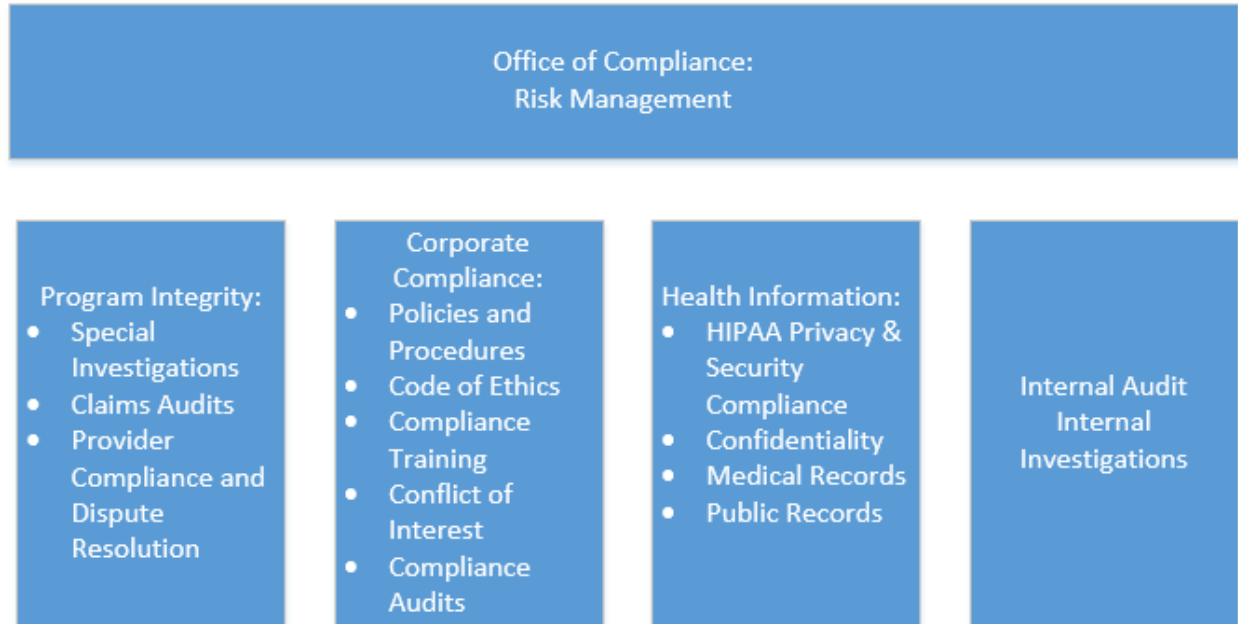 Office of Compliance:
Risk Management
Program Integrity:
• Special
Investigations
• Claims Audits
• Provider
Compliance and
Dispute
Resolution
Corporate
Compliance:
• Policies and
Procedures
• Code of Ethics
• Compliance
Training
• Conflict of
Interest
• Compliance
Audits
Health Information:
• HIPAA Privacy &
Security
Compliance
• Confidentiality
• Medical Records
• Public Records
Internal Audit
Internal
Investigations